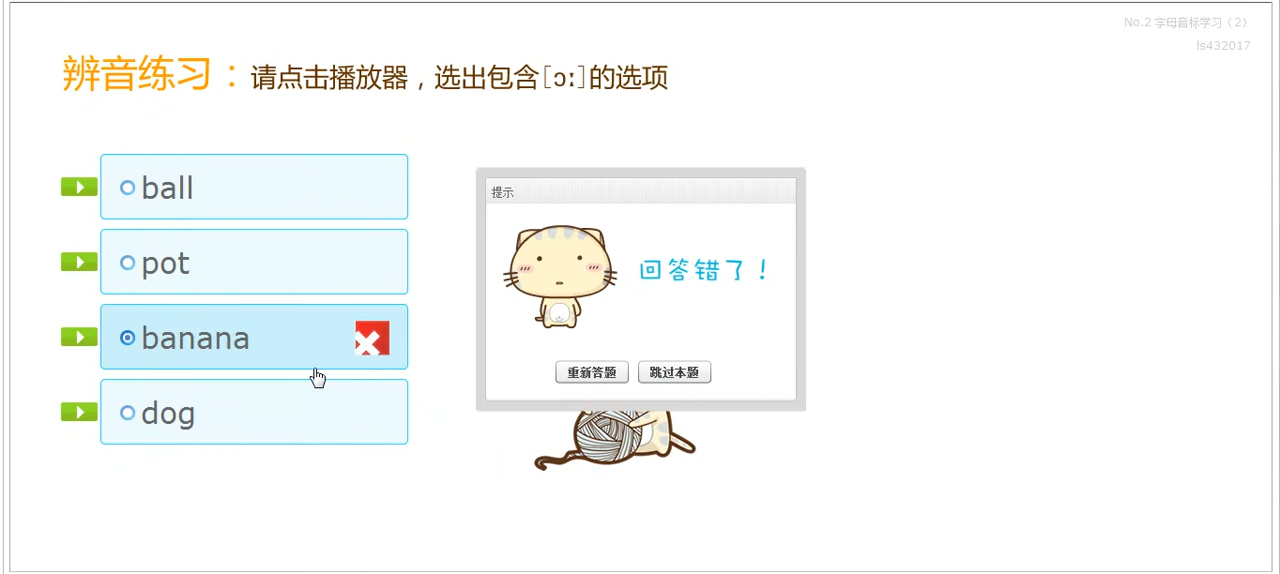 No.2 字母音标学习（2）
ls432017
辨音练习：请点击播放器，选出包含[ɔː]的选项
ball
pot
banana
dog
提示
回答错了！
重新答题 跳过本题